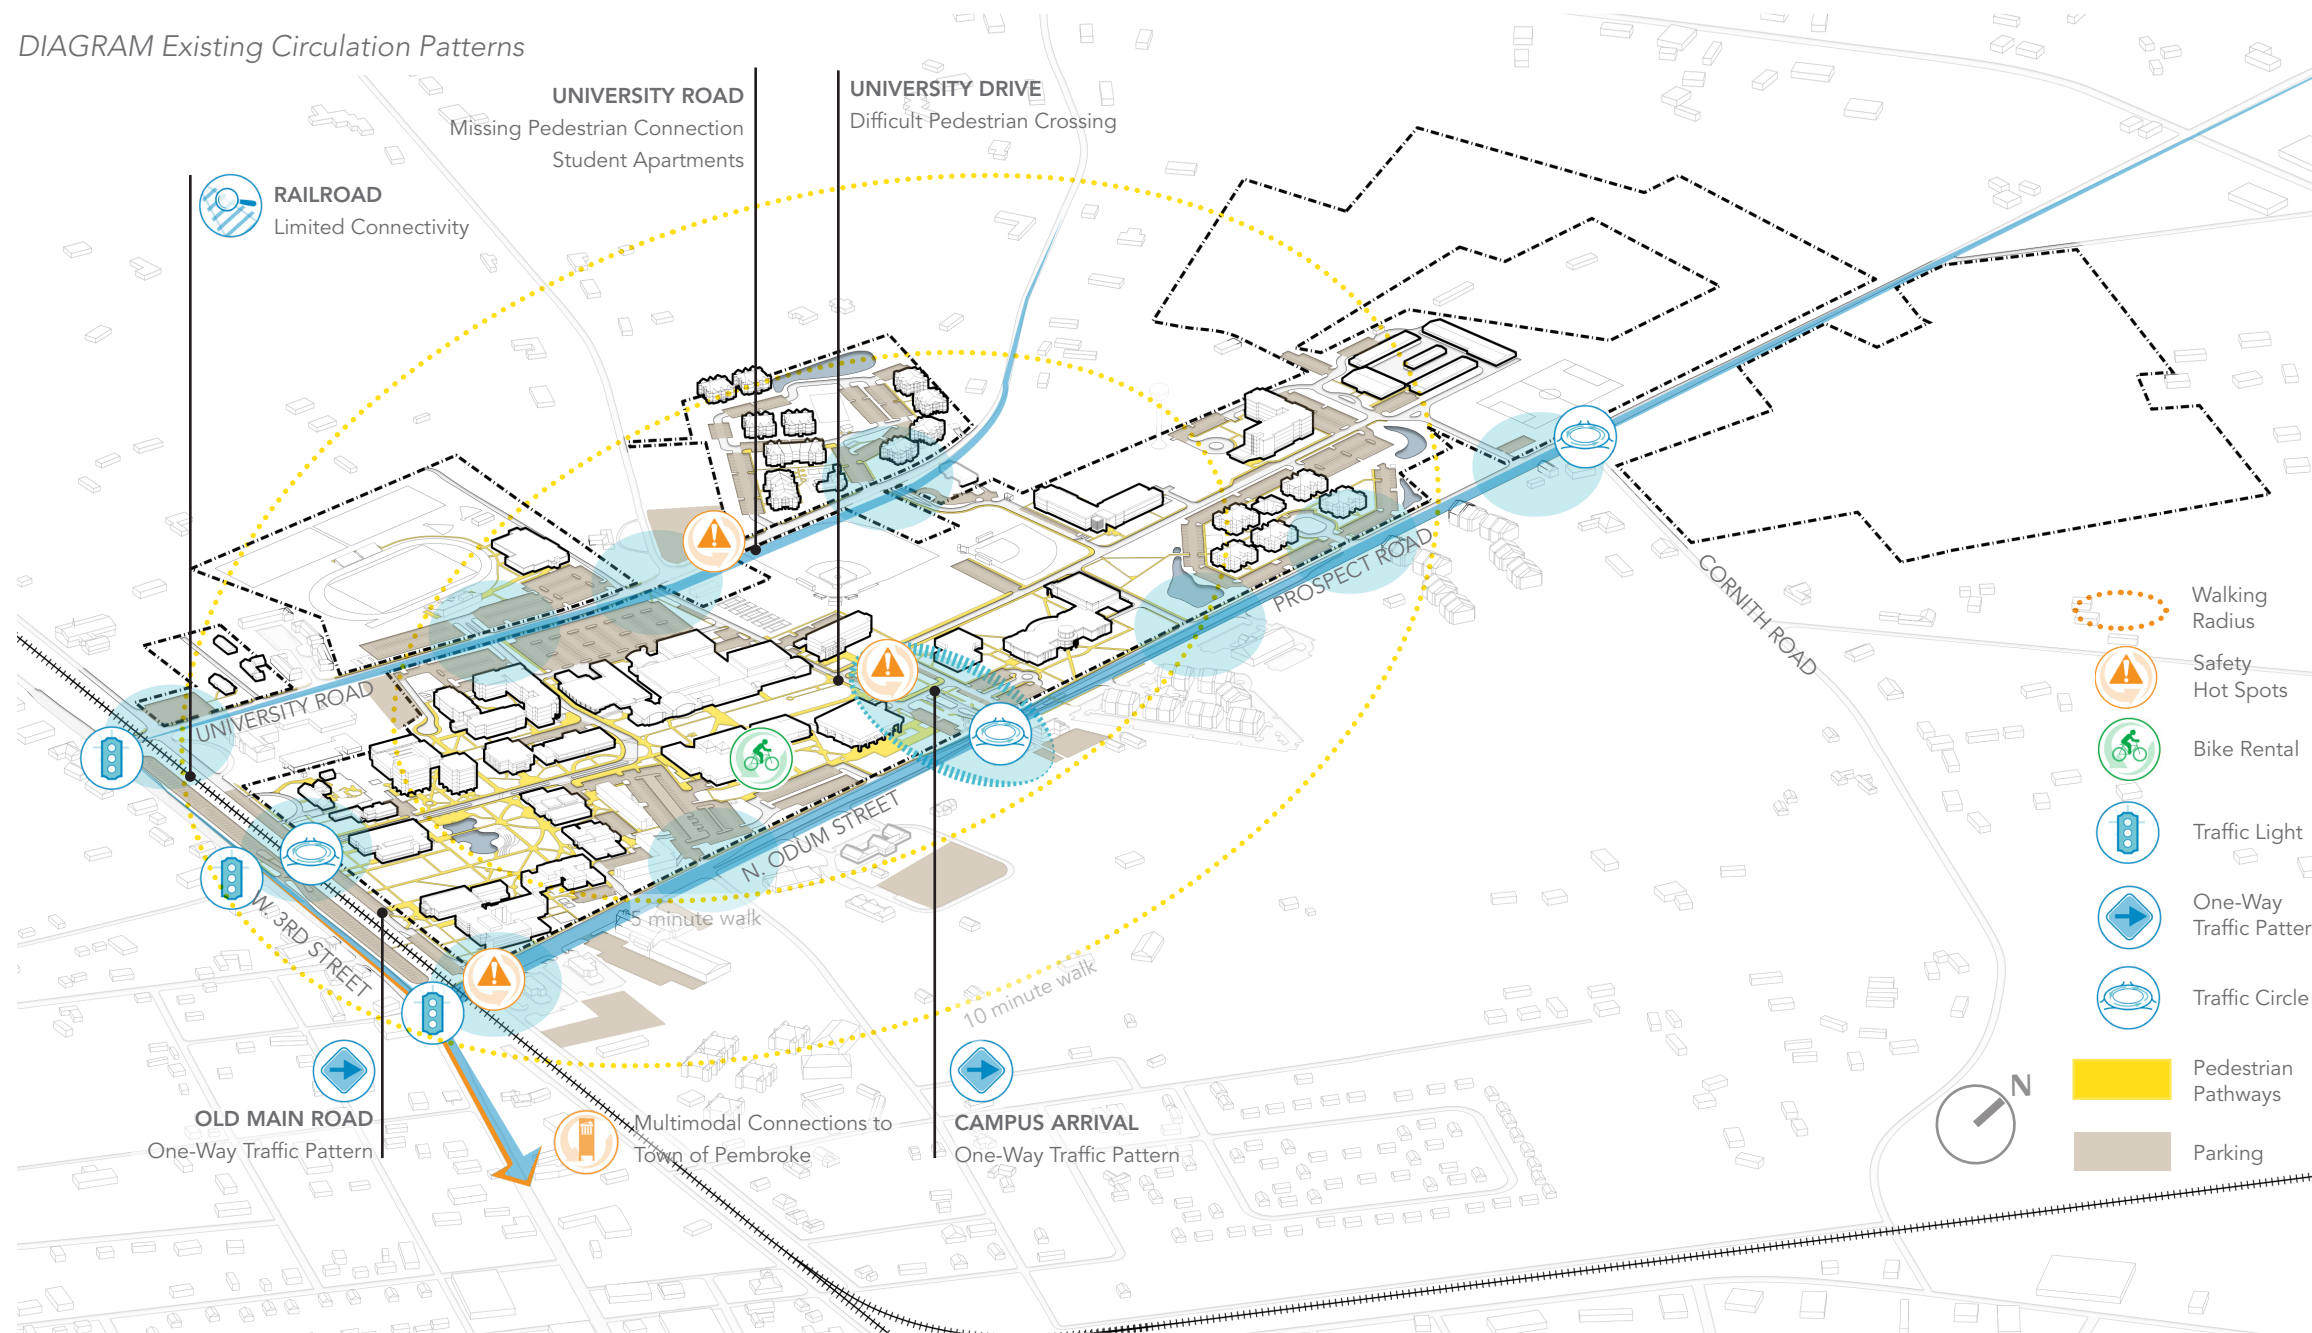 DIAGRAM Existing Circulation Patterns
UNIVERSITY ROAD
Missing Pedestrian Connection
Student Apartments
UNIVERSITY DRIVE
Difficult Pedestrian Crossing
RAILROAD
Limited Connectivity
UNIVERSITY ROAD
PROSPECT ROAD
CORNITH ROAD
N. ODUM STREET
W. 3RD STREET
5 minute walk
10 minute walk
OLD MAIN ROAD
One-Way Traffic Pattern
Multimodal Connections to
Town of Pembroke
CAMPUS ARRIVAL
One-Way Traffic Pattern
Walking
Radius
Safety
Hot Spots
Bike Rental
Traffic Light
One-Way
Traffic Patter
Traffic Circle
N
Pedestrian
Pathways
Parking